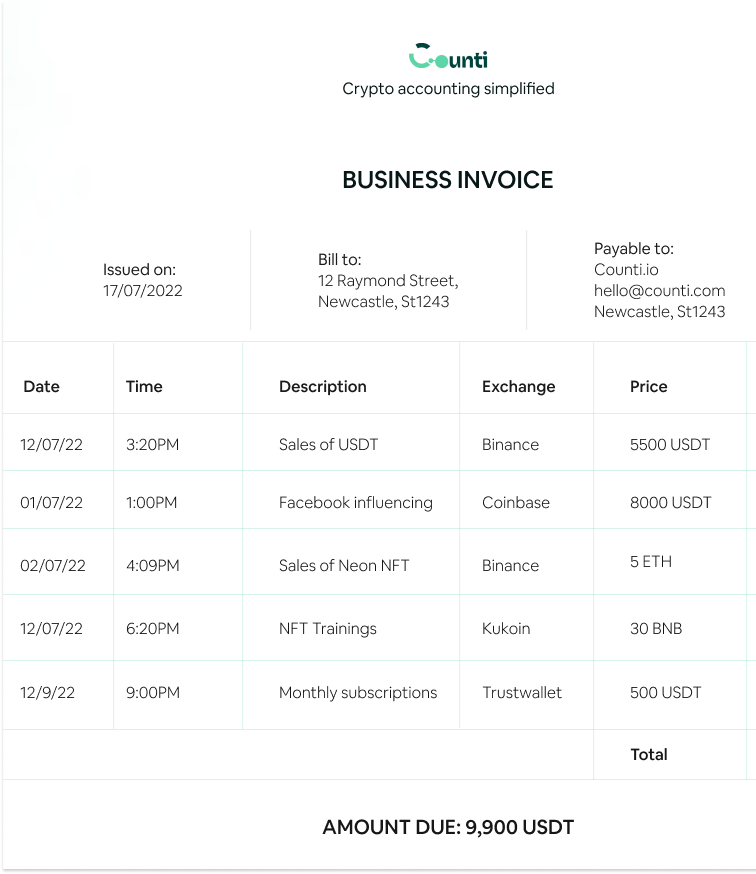 Counti
Crypto accounting simplified
BUSINESS INVOICE
Issued on:
17/07/2022
Bill to:
12 Raymond Street,
Newcastle, St1243
Payable to:
Counti.io
hello@counti.com
Newcastle, St1243
Date Time Description Exchange Price
12/07/22 3:20PM Sales of USDT Binance 5500 USDT
01/07/22 1:00PM Facebook influencing Coinbase 8000 USDT
02/07/22 4:09PM Sales of Neon NFT Binance 5 ETH
12/07/22 6:20PM NFT Trainings Kukoin 30 BNB
12/9/22 9:00PM Monthly subscriptions Trustwallet 500 USDT
Total
AMOUNT DUE: 9,900 USDT